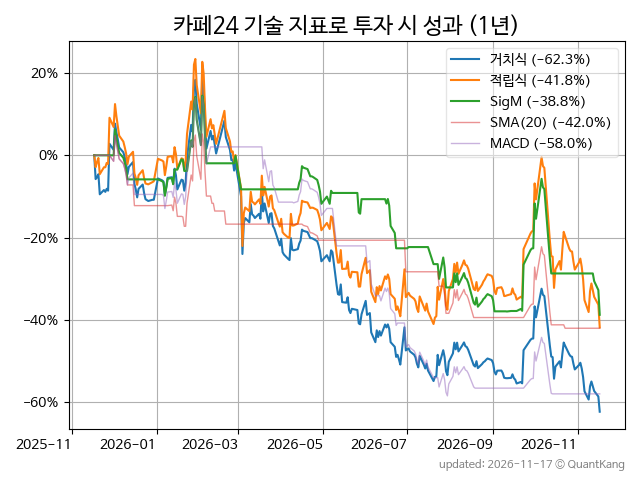 카페24 기술 지표로 투자 시 성과 (1년)
거치식 (−62.3%)
적립식 (−41.8%)
SigM (−38.8%)
SMA(20) (−42.0%)
MACD (−58.0%)
20%
0%
−20%
−40%
−60%
2025-11
2026-01
2026-03
2026-05
2026-07
2026-09
2026-11
updated: 2026-11-17 © QuantKang